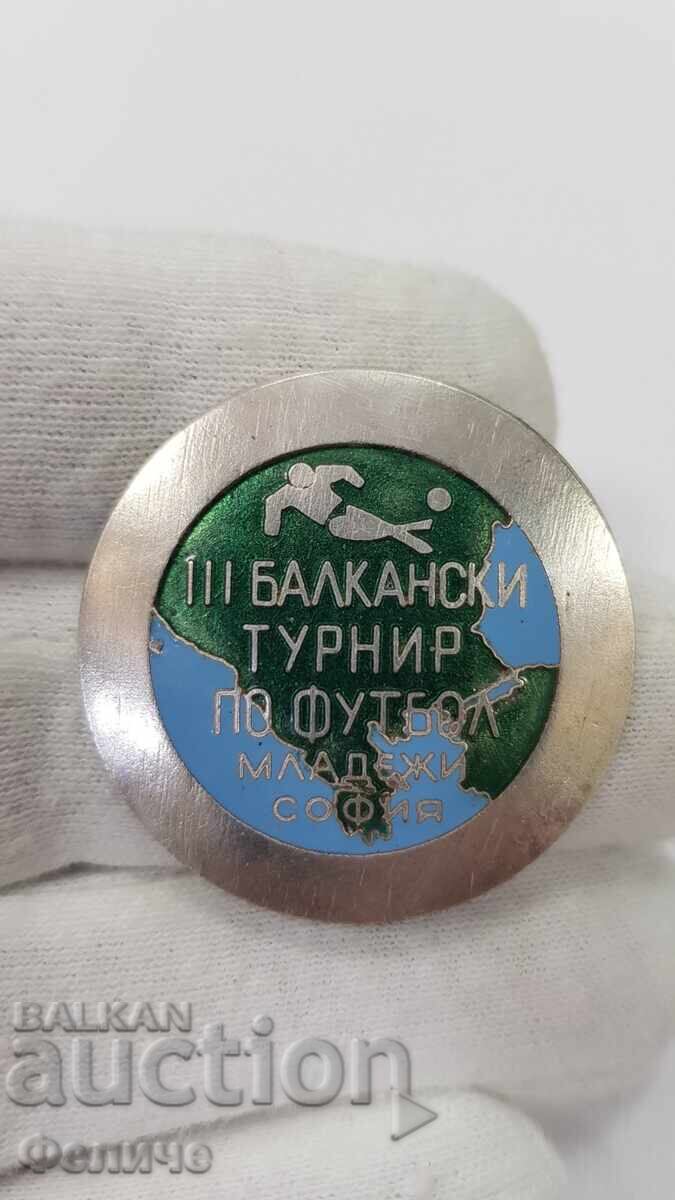 III БАЛКАНСКИ
ТУРНИР
ПО ФУТБОЛ
МЛАДЕЖИ
СОФИЯ
BALKAN
auction
Феличе